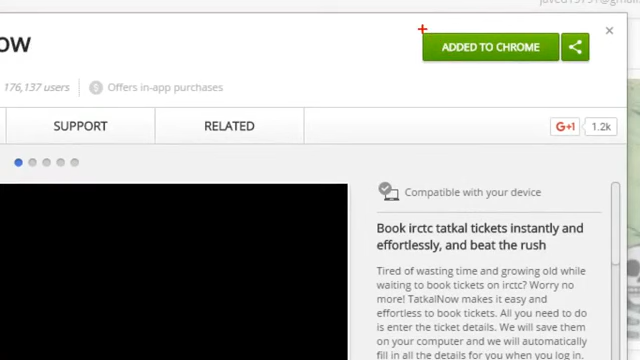 ow
ADDED TO CHROME
176,137 users
Offers in-app purchases
SUPPORT
RELATED
G+1
1.2k
Compatible with your device
Book irctc tatkal tickets instantly and
effortlessly, and beat the rush
Tired of wasting time and growing old while
waiting to book tickets on irctc? Worry no
more! TatkalNow makes it easy and
effortless to book tickets. All you need to do
is enter the ticket details. We will save them
on your computer and we will automatically
fill in all the details for you when you log in.